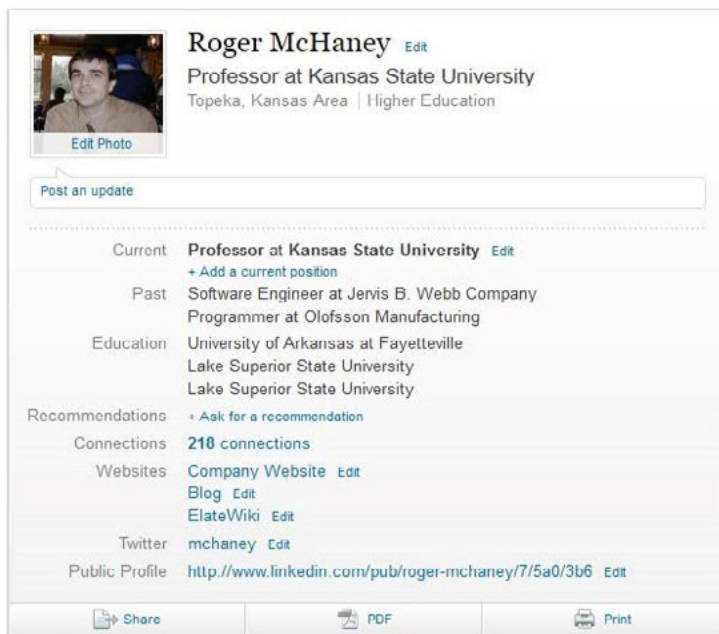 Roger McHaney Edit
Professor at Kansas State University
Topeka, Kansas Area | Higher Education
Edit Photo
Post an update
Current Professor at Kansas State University Edit
+ Add a current position
Past Software Engineer at Jervis B. Webb Company
Programmer at Olofsson Manufacturing
Education University of Arkansas at Fayetteville
Lake Superior State University
Lake Superior State University
Recommendations + Ask for a recommendation
Connections 218 connections
Websites Company Website Edit
Blog Edit
ElateWiki Edit
Twitter mchaney Edit
Public Profile http://www.linkedin.com/pub/roger-mchaney/7/5a0/3b6 Edit
Share PDF Print